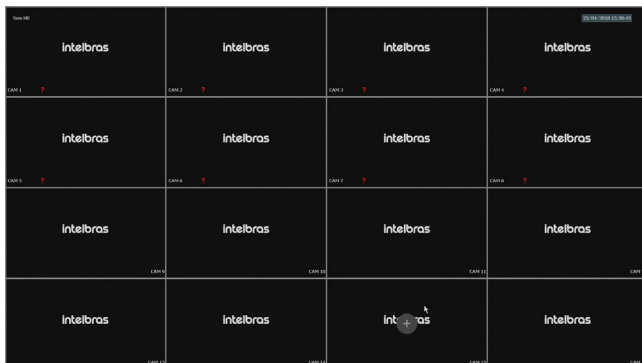 Sem HD
25/04/2018 15:30:43
intelbras intelbras intelbras intelbras
CAM 1 ? CAM 2 ? CAM 3 ? CAM 4 ?
intelbras intelbras intelbras intelbras
CAM 5 ? CAM 6 ? CAM 7 ? CAM 8 ?
intelbras intelbras intelbras intelbras
CAM 9 CAM 10 CAM 11 CAM
intelbras intelbras intelbras